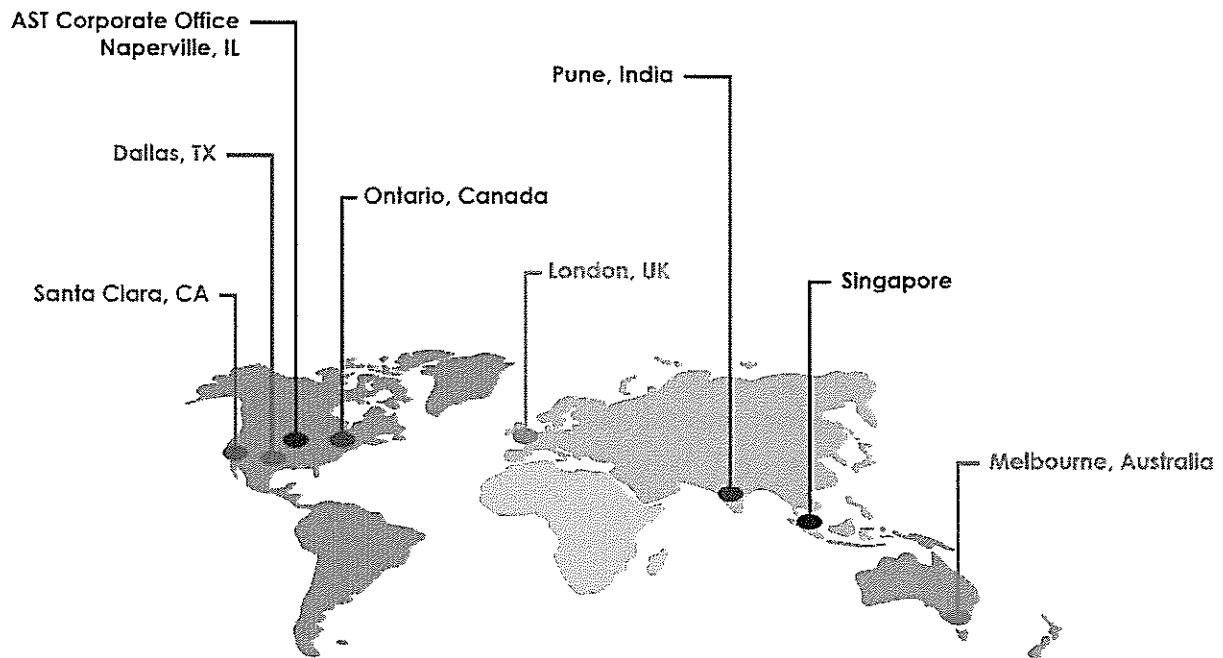 AST Corporate Office
Naperville, IL
Pune, India
Dallas, TX
Ontario, Canada
London, UK
Singapore
Santa Clara, CA
Melbourne, Australia